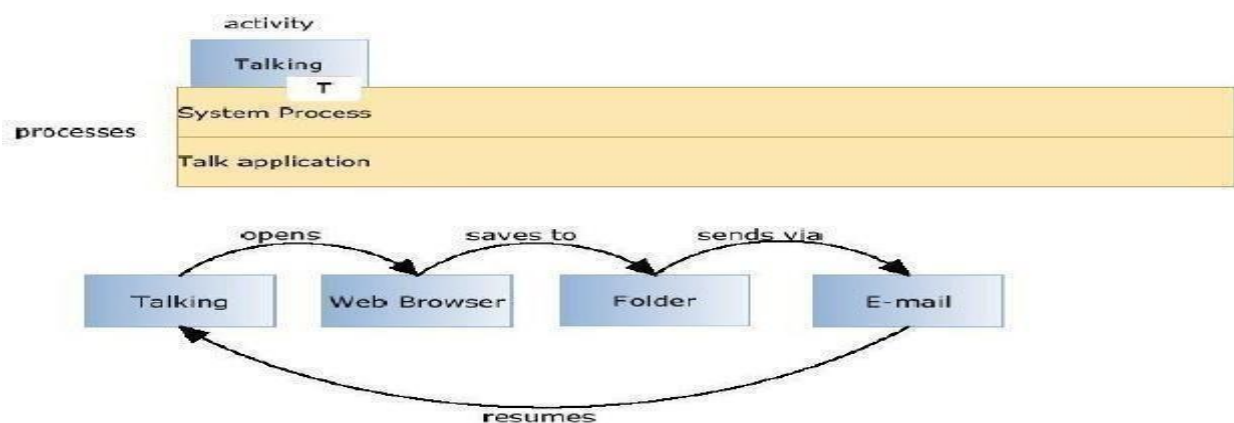 activity
Talking
T
System Process
processes
Talk application
opens
saves to
sends via
Talking
Web Browser
Folder
E-mail
resumes